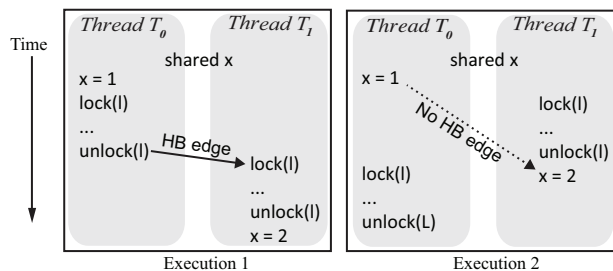 Time
Thread T0
Thread T1
shared x
x = 1
lock(l)
...
unlock(l)
HB edge
lock(l)
...
unlock(l)
x = 2
Execution 1
Thread T0
Thread T1
shared x
x = 1
No HB edge
lock(l)
...
unlock(l)
x = 2
lock(l)
...
unlock(L)
Execution 2